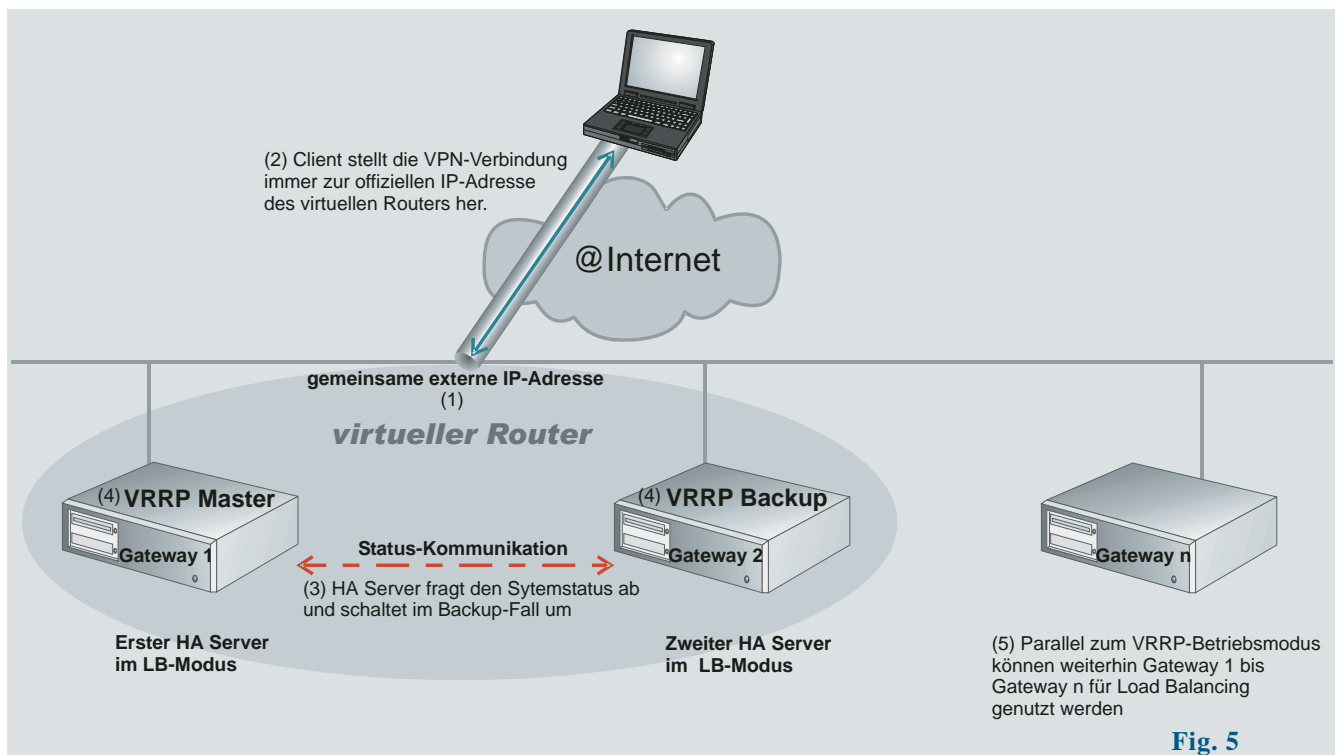 (2) Client stellt die VPN-Verbindung
immer zur offiziellen IP-Adresse
des virtuellen Routers her.
@Internet
gemeinsame externe IP-Adresse
(1)
virtueller Router
(4) VRRP Master
Gateway 1
(4) VRRP Backup
Gateway 2
Gateway n
Status-Kommunikation
(3) HA Server fragt den Sytemstatus ab
und schaltet im Backup-Fall um
Erster HA Server
im LB-Modus
Zweiter HA Server
im LB-Modus
(5) Parallel zum VRRP-Betriebsmodus
können weiterhin Gateway 1 bis
Gateway n für Load Balancing
genutzt werden
Fig. 5